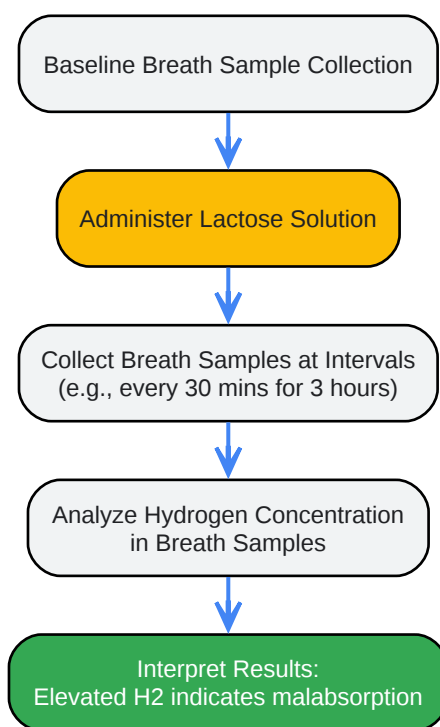 Baseline Breath Sample Collection
Administer Lactose Solution
Collect Breath Samples at Intervals
(e.g., every 30 mins for 3 hours)
Analyze Hydrogen Concentration
in Breath Samples
Interpret Results:
Elevated H2 indicates malabsorption